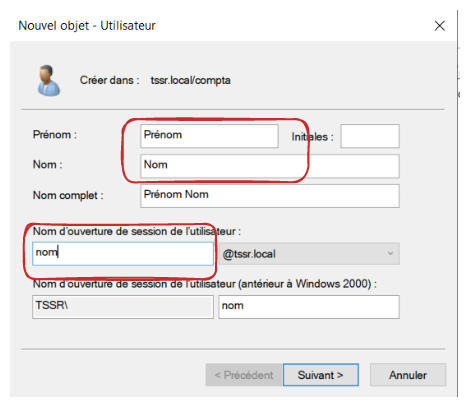 Nouvel objet - Utilisateur
Créer dans : tssr.local/compta
Prénom : Prénom Initiales :
Nom : Nom
Nom complet : Prénom Nom
Nom d'ouverture de session de l'utilisateur :
nom @tssr.local
Nom d'ouverture de session de l'utilisateur (antérieur à Windows 2000) :
TSSR\ nom
< Précédent Suivant > Annuler